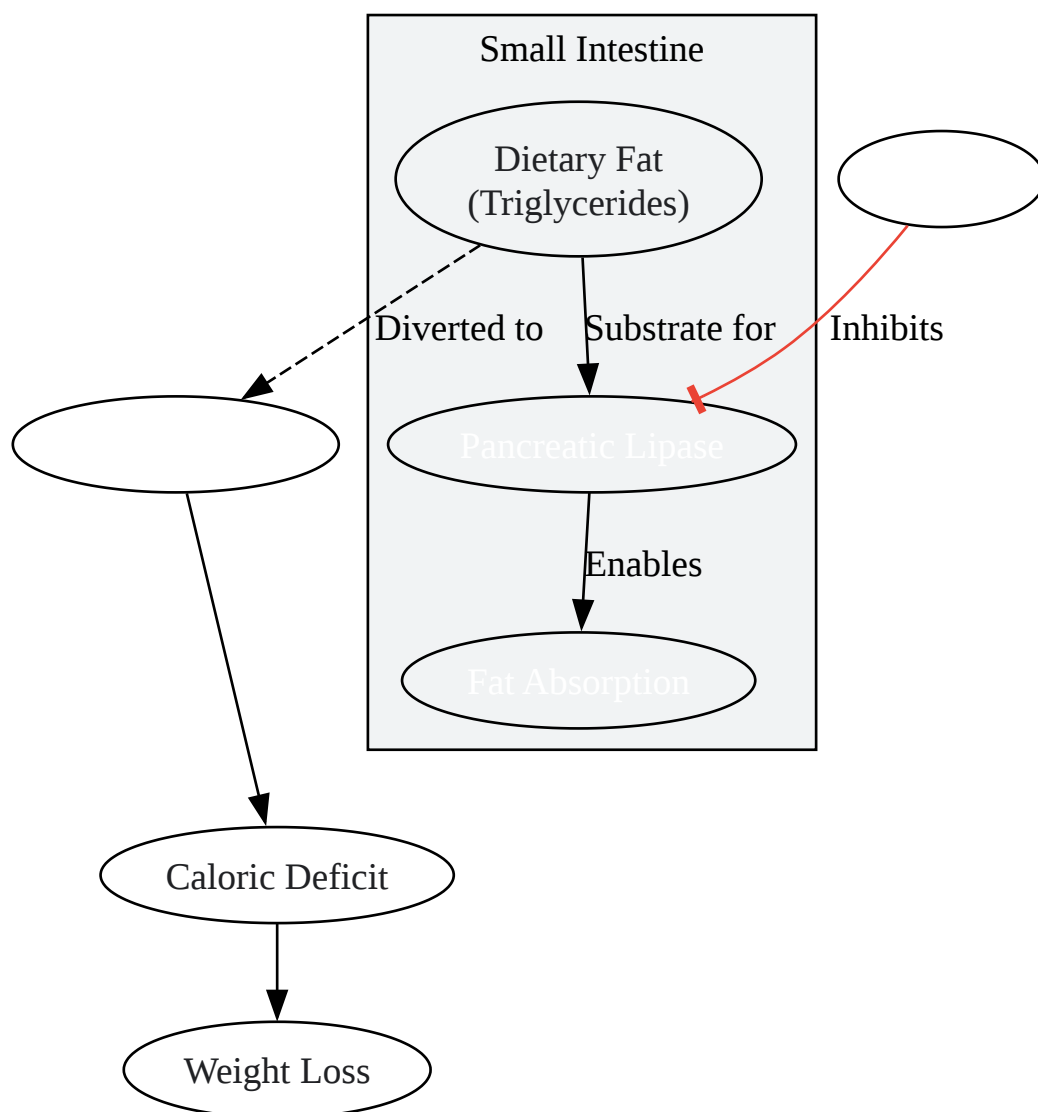 Small Intestine
Dietary Fat
(Triglycerides)
Diverted to
Substrate for
Inhibits
Pancreatic Lipase
Enables
Fat Absorption
Caloric Deficit
Weight Loss